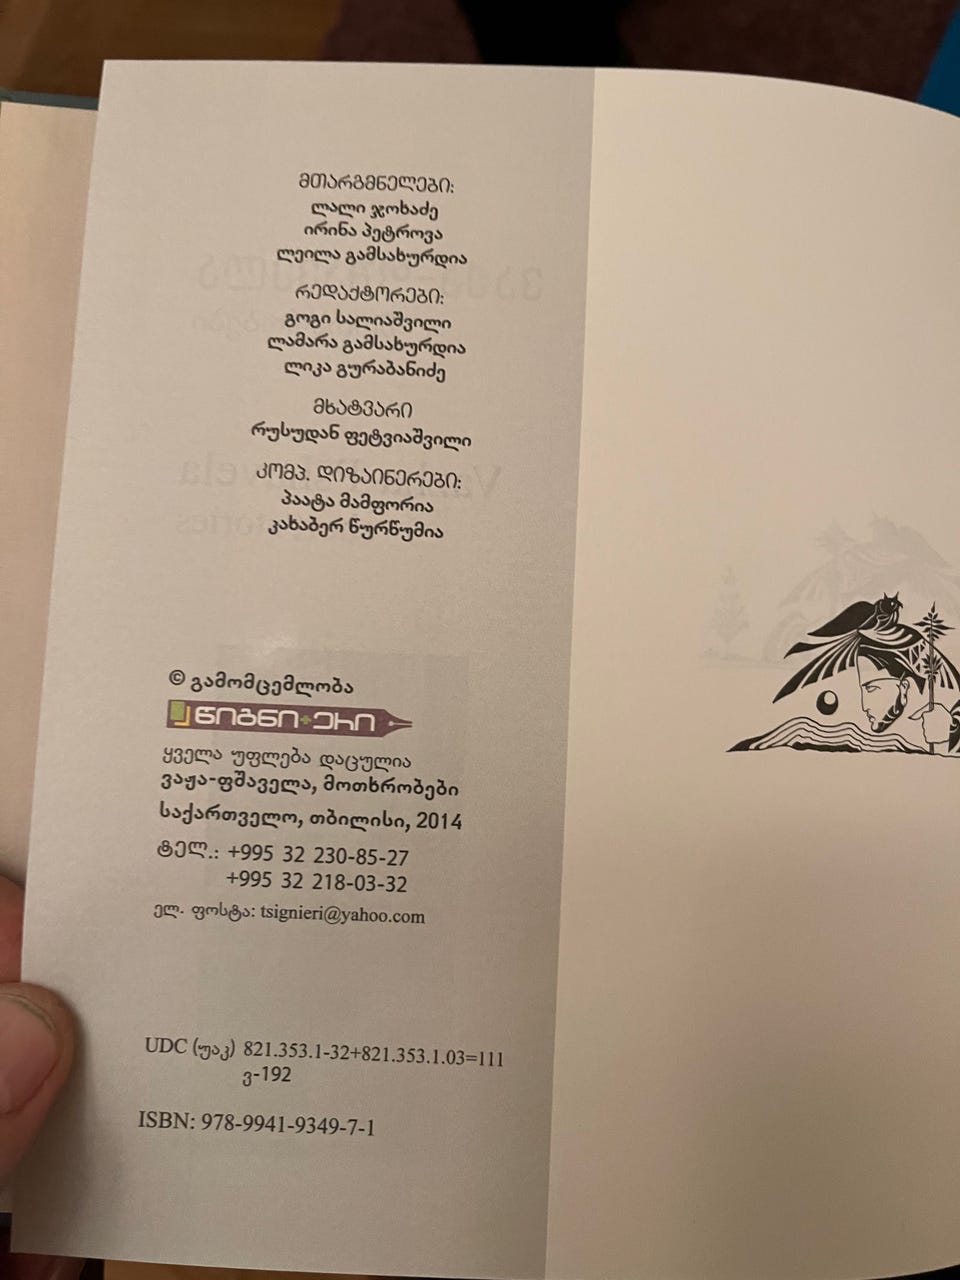 მთარგმნელები:
ლალი ჯოხაძე
ირინა პეტროვა
ლეილა გამსახურდია
რედაქტორები:
გოგი სალიაშვილი
ლამარა გამსახურდია
ლიკა გურაბანიძე
მხატვარი
რუსუდან ფეტვიაშვილი
კომპ. დიზაინერები:
პაატა მამფორია
კახაბერ წურწუმია
© გამომცემლობა
წიგნი+ერი
ყველა უფლება დაცულია
ვაჟა-ფშაველა, მოთხრობები
საქართველო, თბილისი, 2014
ტელ.: +995 32 230-85-27
+995 32 218-03-32
ელ. ფოსტა: tsignieri@yahoo.com
UDC (უაკ) 821.353.1-32+821.353.1.03=111
ვ-192
ISBN: 978-9941-9349-7-1